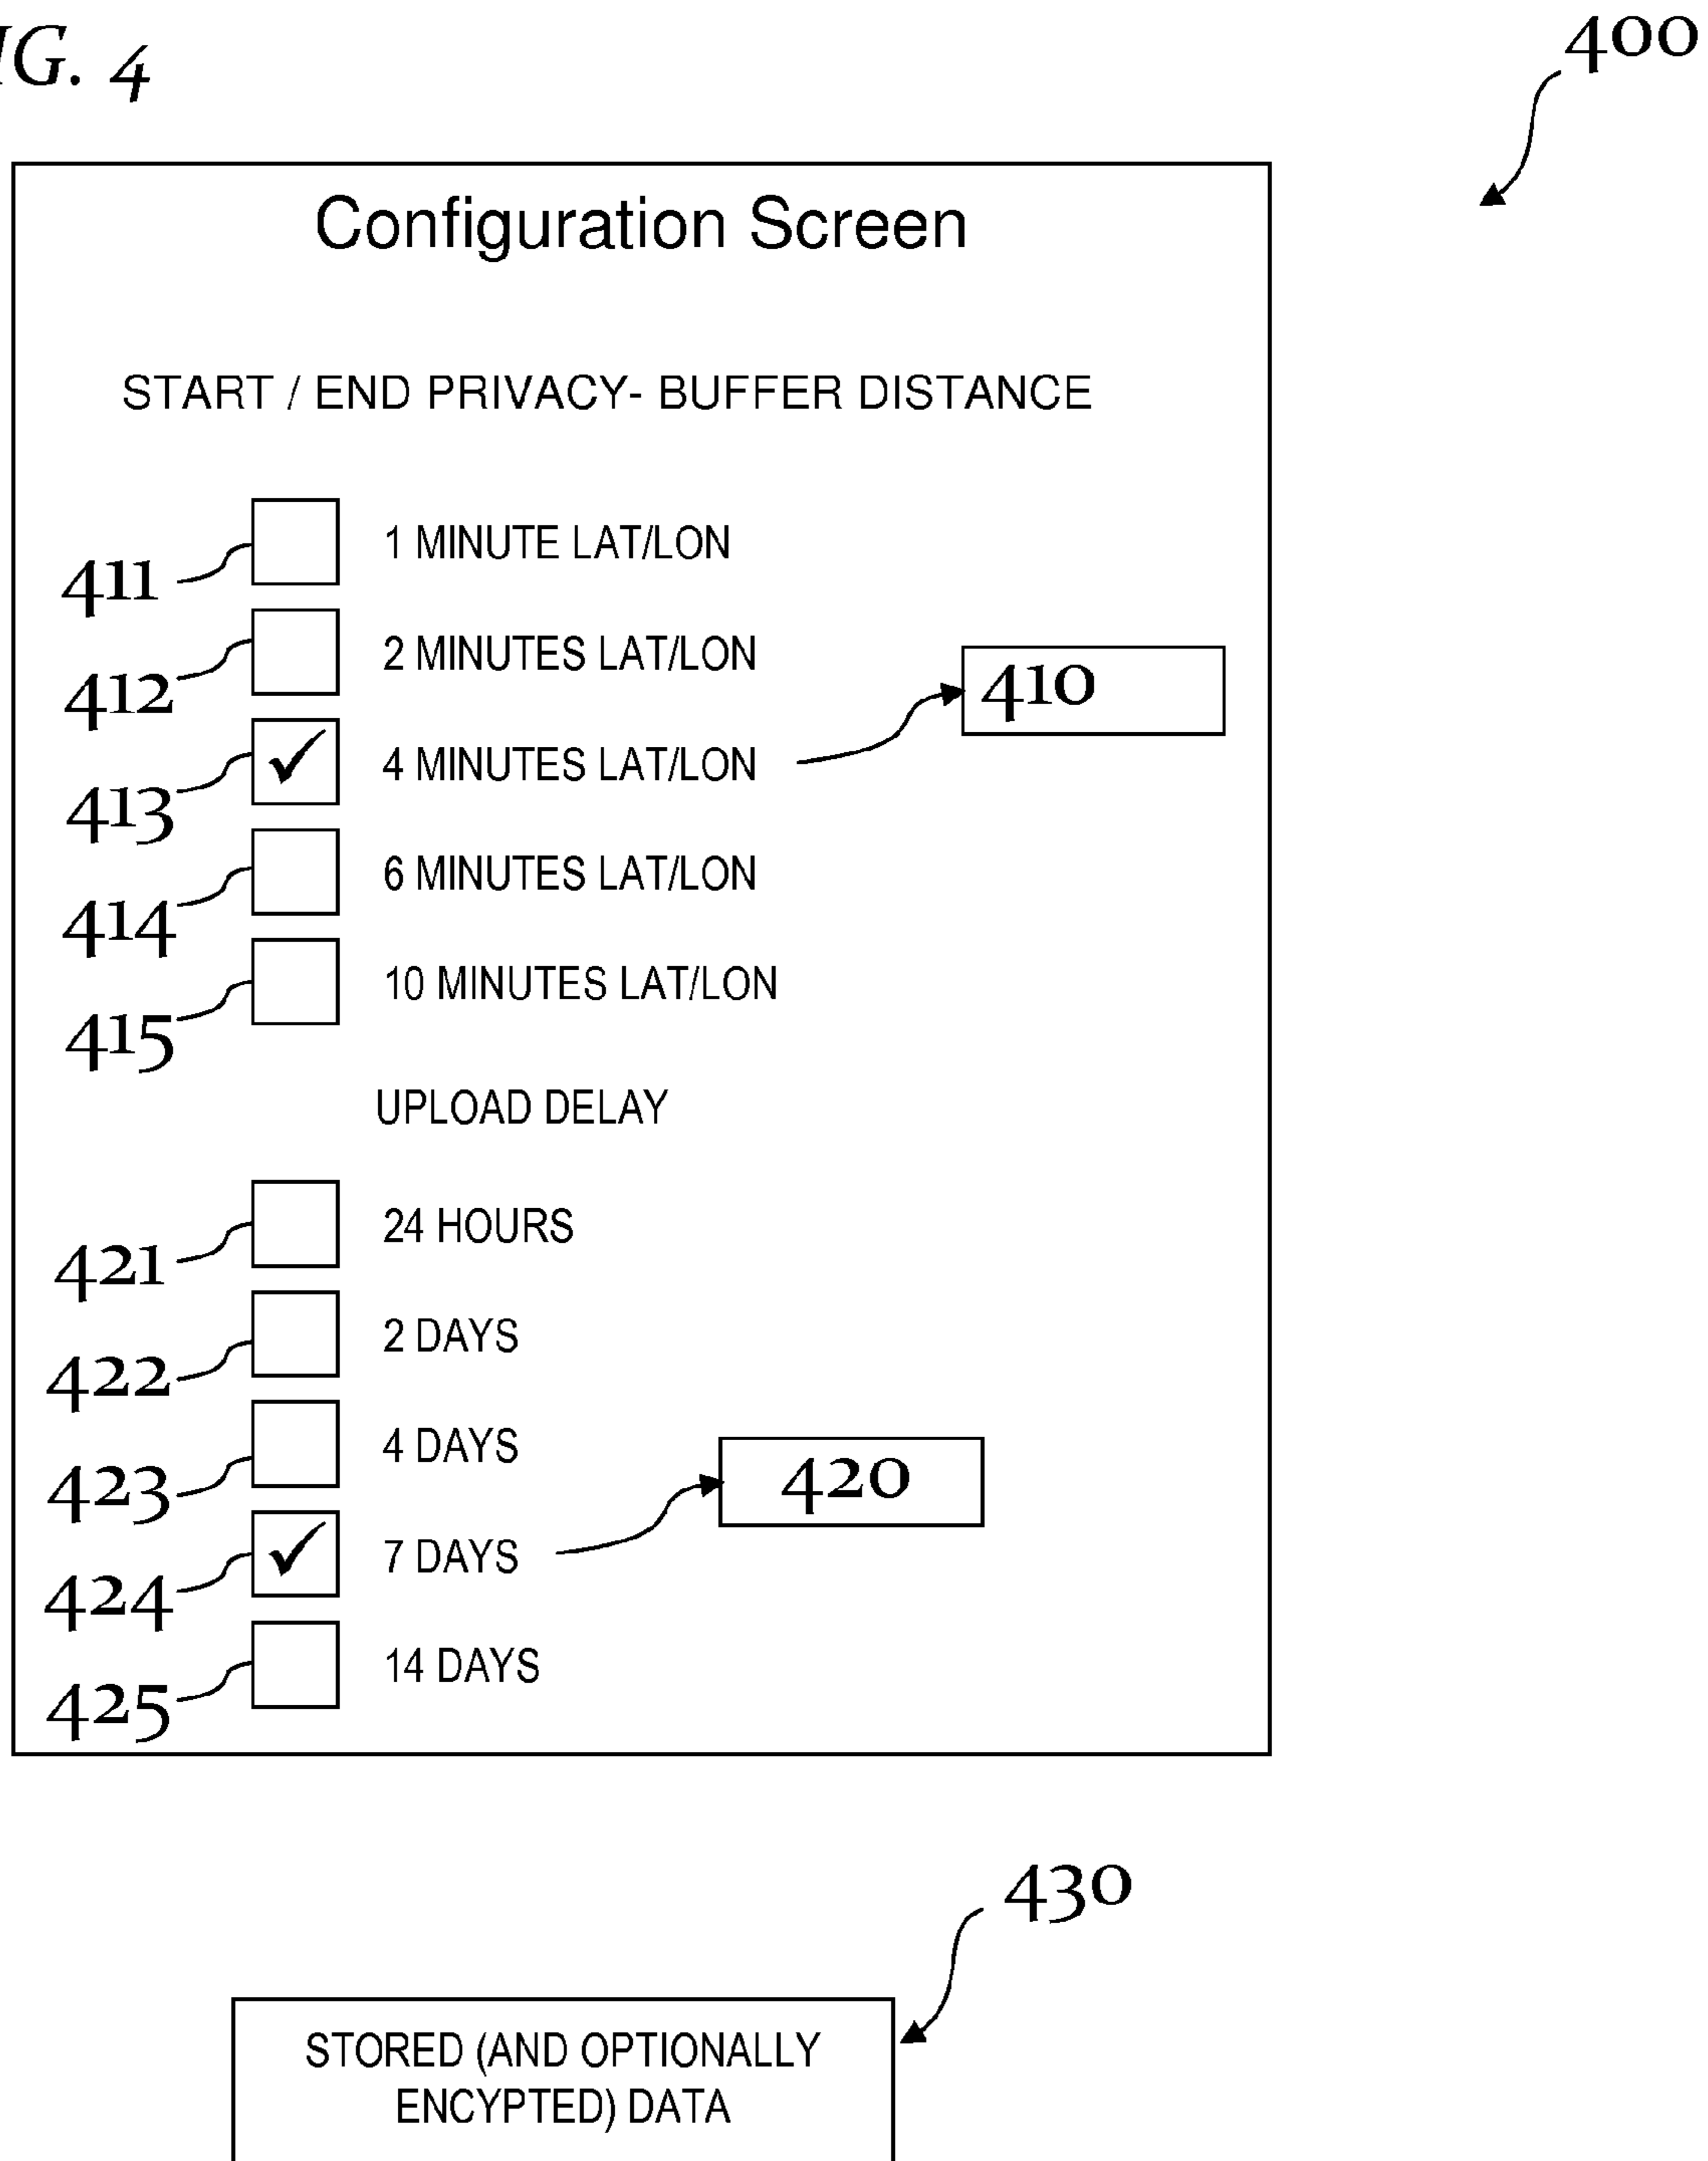 IG. 4
400
Configuration Screen
START / END PRIVACY- BUFFER DISTANCE
411 1 MINUTE LAT/LON
412 2 MINUTES LAT/LON
410
413 ✓ 4 MINUTES LAT/LON
414 6 MINUTES LAT/LON
415 10 MINUTES LAT/LON
UPLOAD DELAY
421 24 HOURS
422 2 DAYS
423 4 DAYS
420
424 ✓ 7 DAYS
425 14 DAYS
430
STORED (AND OPTIONALLY
ENCYPTED) DATA